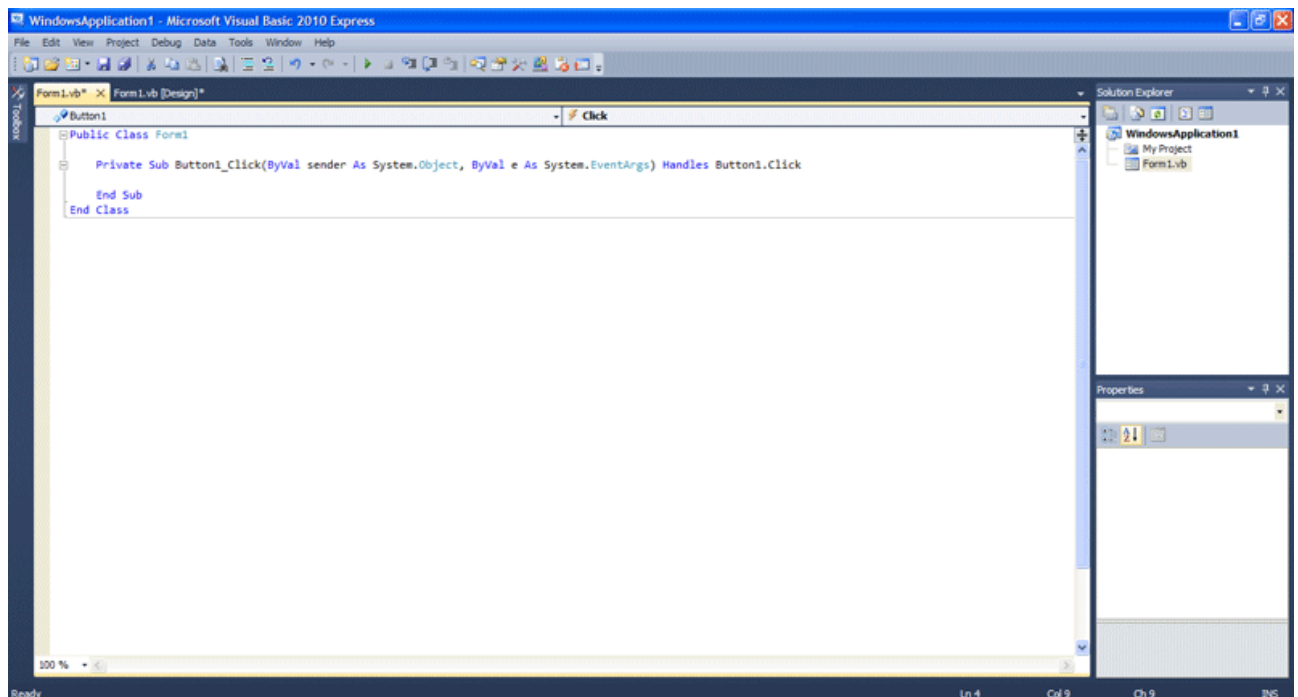 WindowsApplication1 - Microsoft Visual Basic 2010 Express
File Edit View Project Debug Data Tools Window Help
Form1.vb* Form1.vb [Design]*
Toolbox
Button1
Click
Public Class Form1
Private Sub Button1_Click(ByVal sender As System.Object, ByVal e As System.EventArgs) Handles Button1.Click
End Sub
End Class
100 %
Solution Explorer
WindowsApplication1
My Project
Form1.vb
Properties
Ready Ln 4 Col 9 Ch 9 INS